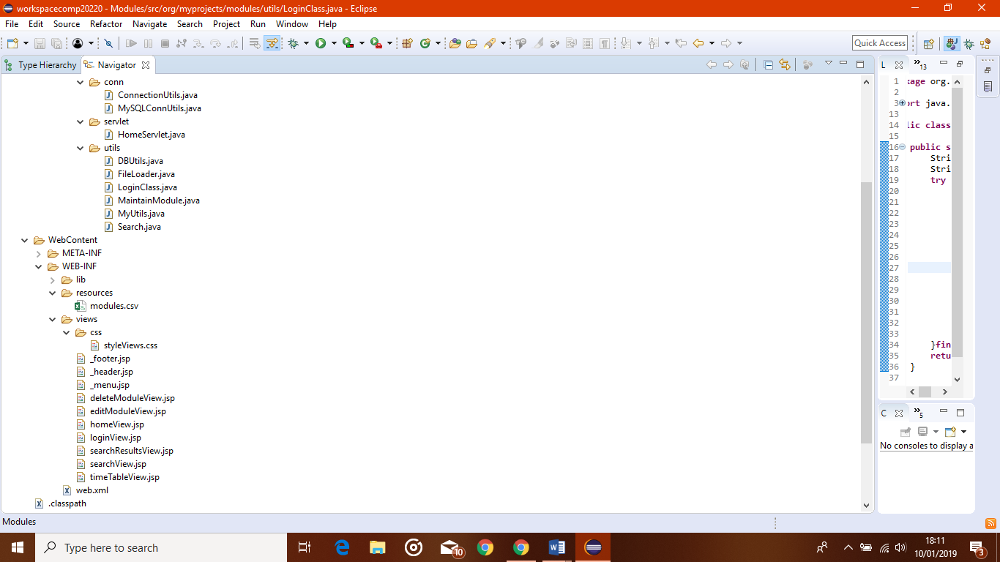 workspacecomp20220 - Modules/src/org/myprojects/modules/utils/LoginClass.java - Eclipse
File Edit Source Refactor Navigate Search Project Run Window Help
Quick Access
Type Hierarchy Navigator
conn
ConnectionUtils.java
MySQLConnUtils.java
servlet
HomeServlet.java
utils
DBUtils.java
FileLoader.java
LoginClass.java
MaintainModule.java
MyUtils.java
Search.java
WebContent
META-INF
WEB-INF
lib
resources
modules.csv
views
css
styleViews.css
_footer.jsp
_header.jsp
_menu.jsp
deleteModuleView.jsp
editModuleView.jsp
homeView.jsp
loginView.jsp
searchResultsView.jsp
searchView.jsp
timeTableView.jsp
web.xml
.classpath
L 13
1 kage org.
2
3 ort java.
13
14 lic class
15
16 public s
17 Stri
18 Stri
19 try
20
21
22
23
24
25
26
27
28
29
30
31
32
33
34 }fin
35 retu
36 }
37
C 5
No consoles to display a
Modules
Type here to search
10
18:11
10/01/2019
3